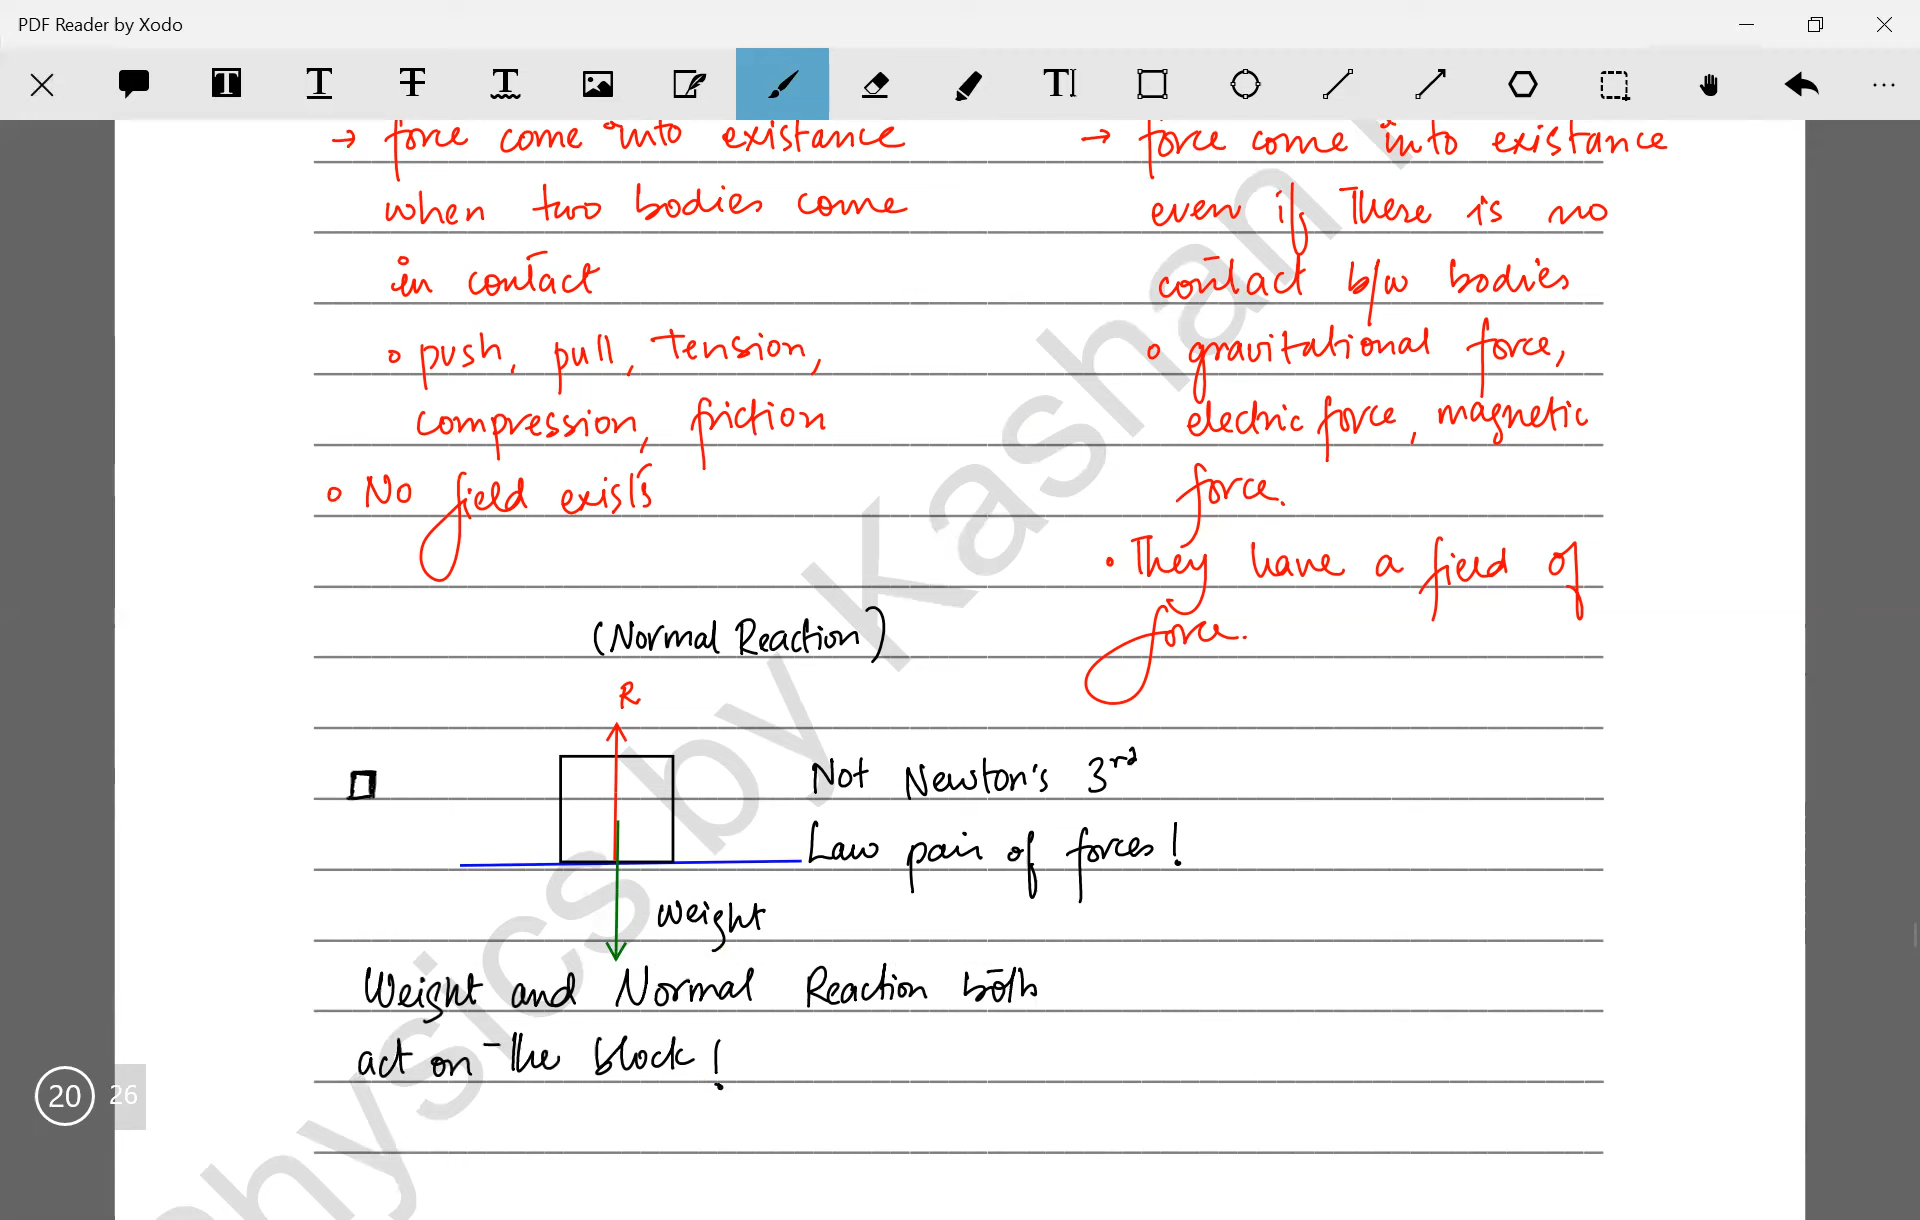 PDF Reader by Xodo
→ force come into existance
when two bodies come
in contact
∘ push, pull, tension,
compression, friction
∘ No field exists
→ force come into existance
even if there is no
contact b/w bodies
∘ gravitational force,
electric force, magnetic
force.
• They have a field of
force.
(Normal Reaction)
R
Not Newton's 3rd
Law pair of forces!
Weight
Weight and Normal Reaction both
act on the block!
20 26
Physics by Kashan